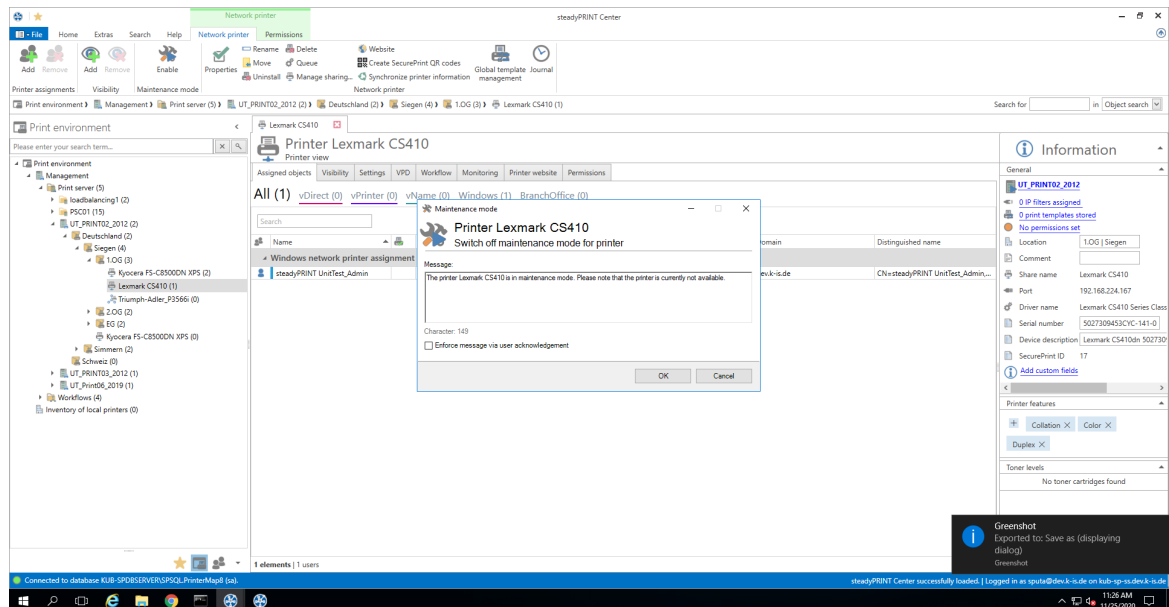 Network printer
steadyPRINT Center
File Home Extras Search Help Network printer Permissions
Add Remove
Printer assignments
Add Remove
Visibility
Enable
Maintenance mode
Properties
Rename Delete
Move Queue
Uninstall Manage sharing...
Website
Create SecurePrint QR codes
Synchronize printer information
Global template management
Journal
Network printer
Print environment Management Print server (5) UT_PRINT02_2012 (2) Deutschland (2) Siegen (4) 1.OG (3) Lexmark CS410 (1)
Search for in Object search
Print environment
Please enter your search term...
Print environment
Management
Print server (5)
loadbalancing1 (2)
PSC01 (15)
UT_PRINT02_2012 (2)
Deutschland (2)
Siegen (4)
1.OG (3)
Kyocera FS-C8500DN XPS (2)
Lexmark CS410 (1)
Triumph-Adler_P3566i (0)
2.OG (2)
EG (2)
Kyocera FS-C8500DN XPS (0)
Simmern (2)
Schweiz (0)
UT_PRINT03_2012 (1)
UT_Print06_2019 (1)
Workflows (4)
Inventory of local printers (0)
Lexmark CS410
Printer Lexmark CS410
Printer view
Assigned objects Visibility Settings VPD Workflow Monitoring Printer website Permissions
All (1) vDirect (0) vPrinter (0) vName (0) Windows (1) BranchOffice (0)
Search
Name
Distinguished name
Windows network printer assignment
steadyPRINT UnitTest_Admin
CN=steadyPRINT UnitTest_Admin,...
Maintenance mode
Printer Lexmark CS410
Switch off maintenance mode for printer
Message:
The printer Lexmark CS410 is in maintenance mode. Please note that the printer is currently not available.
Character: 149
Enforce message via user acknowledgement
OK Cancel
1 elements | 1 users
Information
General
UT_PRINT02_2012
0 IP filters assigned
0 print templates stored
No permissions set
Location 1.OG | Siegen
Comment
Share name Lexmark CS410
Port 192.168.224.167
Driver name Lexmark CS410 Series Class
Serial number 5027309453CYC-141-0
Device description Lexmark CS410dn 502730
SecurePrint ID 17
Add custom fields
Printer features
Collation Color
Duplex
Toner levels
No toner cartridges found
Greenshot
Exported to: Save as (displaying
dialog)
Greenshot
Connected to database KUB-SPDBSERVER\SPSQL.PrinterMap8 (sa).
steadyPRINT Center successfully loaded. | Logged in as sputa@dev.k-is.de on kub-sp-ss.dev.k-is.de
11:26 AM
11/25/2020